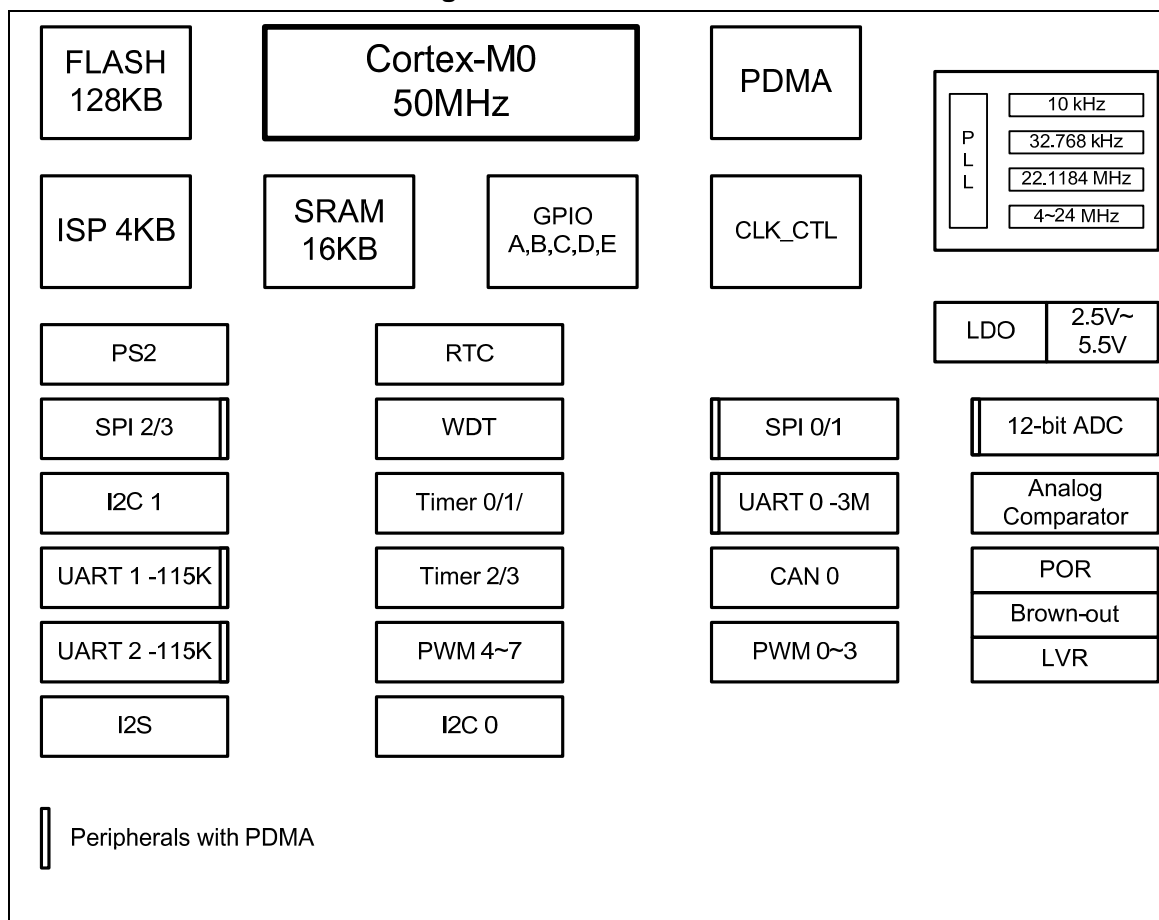 FLASH
128KB
Cortex-M0
50MHz
PDMA
P
L
L
10 kHz
32.768 kHz
22.1184 MHz
4~24 MHz
ISP 4KB
SRAM
16KB
GPIO
A,B,C,D,E
CLK_CTL
LDO
2.5V~
5.5V
PS2
RTC
SPI 2/3
WDT
SPI 0/1
12-bit ADC
I2C 1
Timer 0/1/
UART 0 -3M
Analog
Comparator
UART 1 -115K
Timer 2/3
CAN 0
POR
Brown-out
UART 2 -115K
PWM 4~7
PWM 0~3
LVR
I2S
I2C 0
Peripherals with PDMA